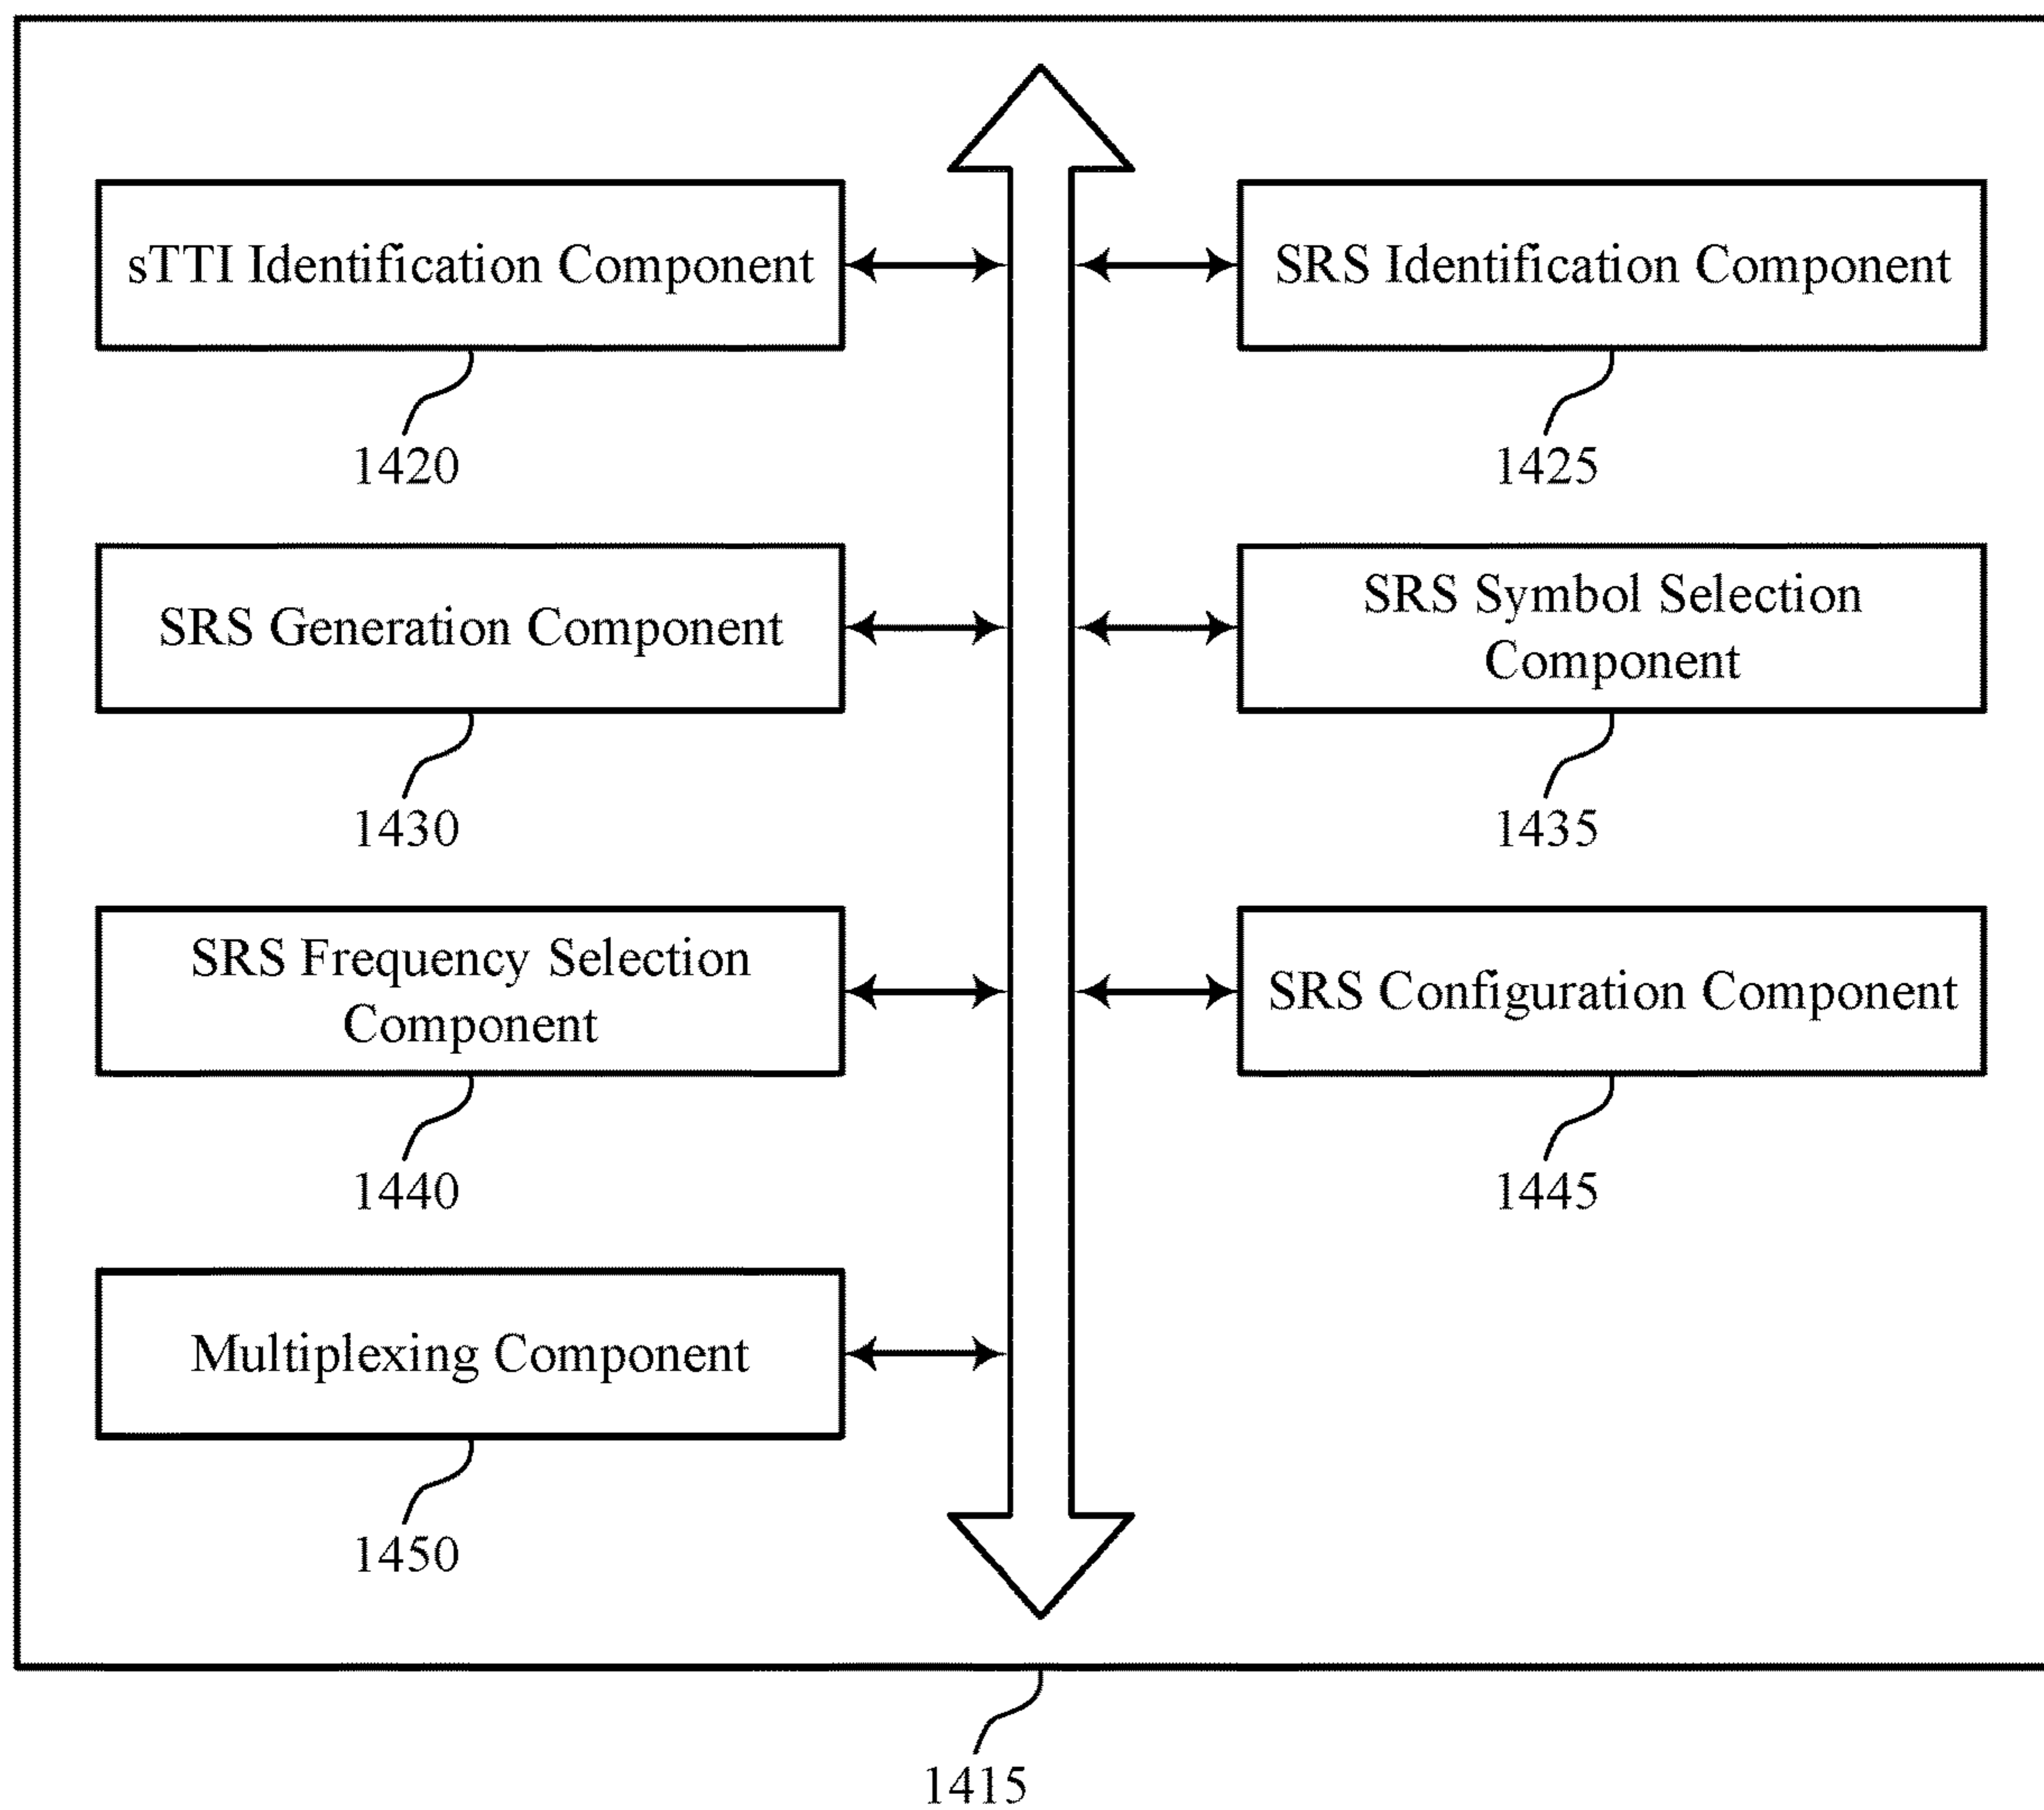 sTTI Identification Component
SRS Identification Component
1420
1425
SRS Generation Component
SRS Symbol Selection
Component
1430
1435
SRS Frequency Selection
Component
SRS Configuration Component
1440
1445
Multiplexing Component
1450
1415